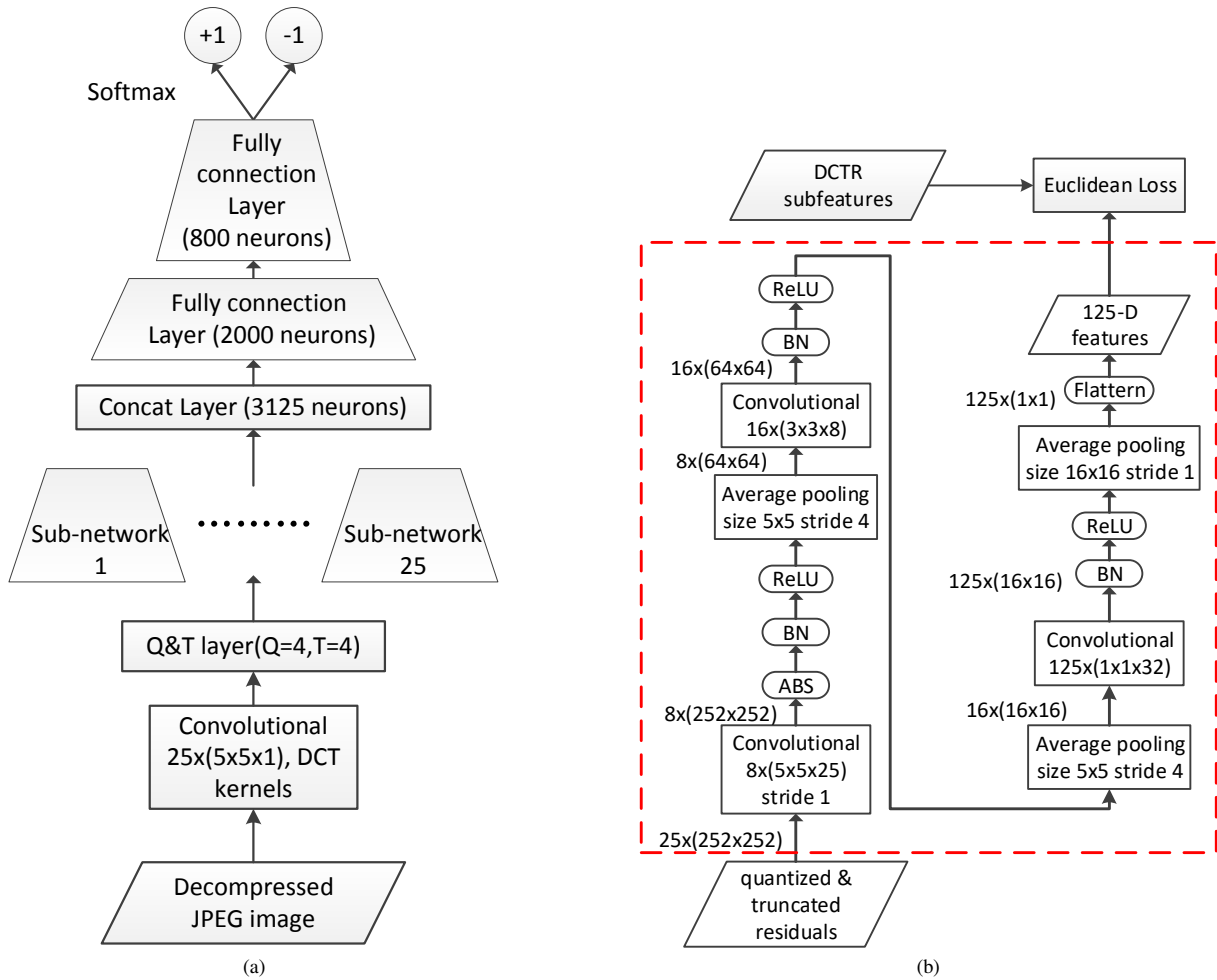 +1
-1
Softmax
Fully
connection
Layer
(800 neurons)
Fully connection
Layer (2000 neurons)
Concat Layer (3125 neurons)
Sub-network
1
Sub-network
25
Q&T layer(Q=4,T=4)
Convolutional
25x(5x5x1), DCT
kernels
Decompressed
JPEG image
(a)
DCTR
subfeatures
Euclidean Loss
ReLU
BN
16x(64x64)
Convolutional
16x(3x3x8)
8x(64x64)
Average pooling
size 5x5 stride 4
ReLU
BN
ABS
8x(252x252)
Convolutional
8x(5x5x25)
stride 1
25x(252x252)
quantized &
truncated
residuals
125-D
features
Flattern
125x(1x1)
Average pooling
size 16x16 stride 1
ReLU
BN
125x(16x16)
Convolutional
125x(1x1x32)
16x(16x16)
Average pooling
size 5x5 stride 4
(b)